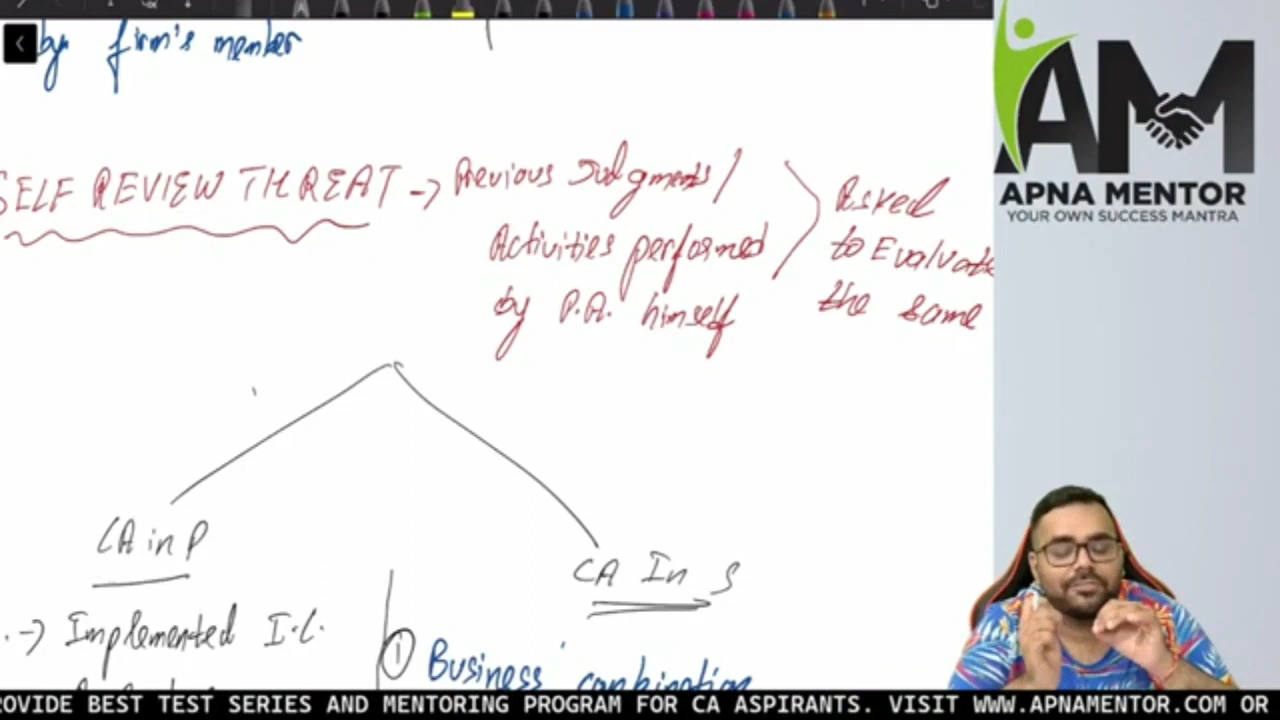 by firm's member
SELF REVIEW THREAT -> Previous Judgments/
Activities performed
by P.A. himself
Asked
to Evaluate
the same
CA in P
CA In S
-> Implemented I.C.
1 Business combination
AM
APNA MENTOR
YOUR OWN SUCCESS MANTRA
ROVIDE BEST TEST SERIES AND MENTORING PROGRAM FOR CA ASPIRANTS. VISIT WWW.APNAMENTOR.COM OR